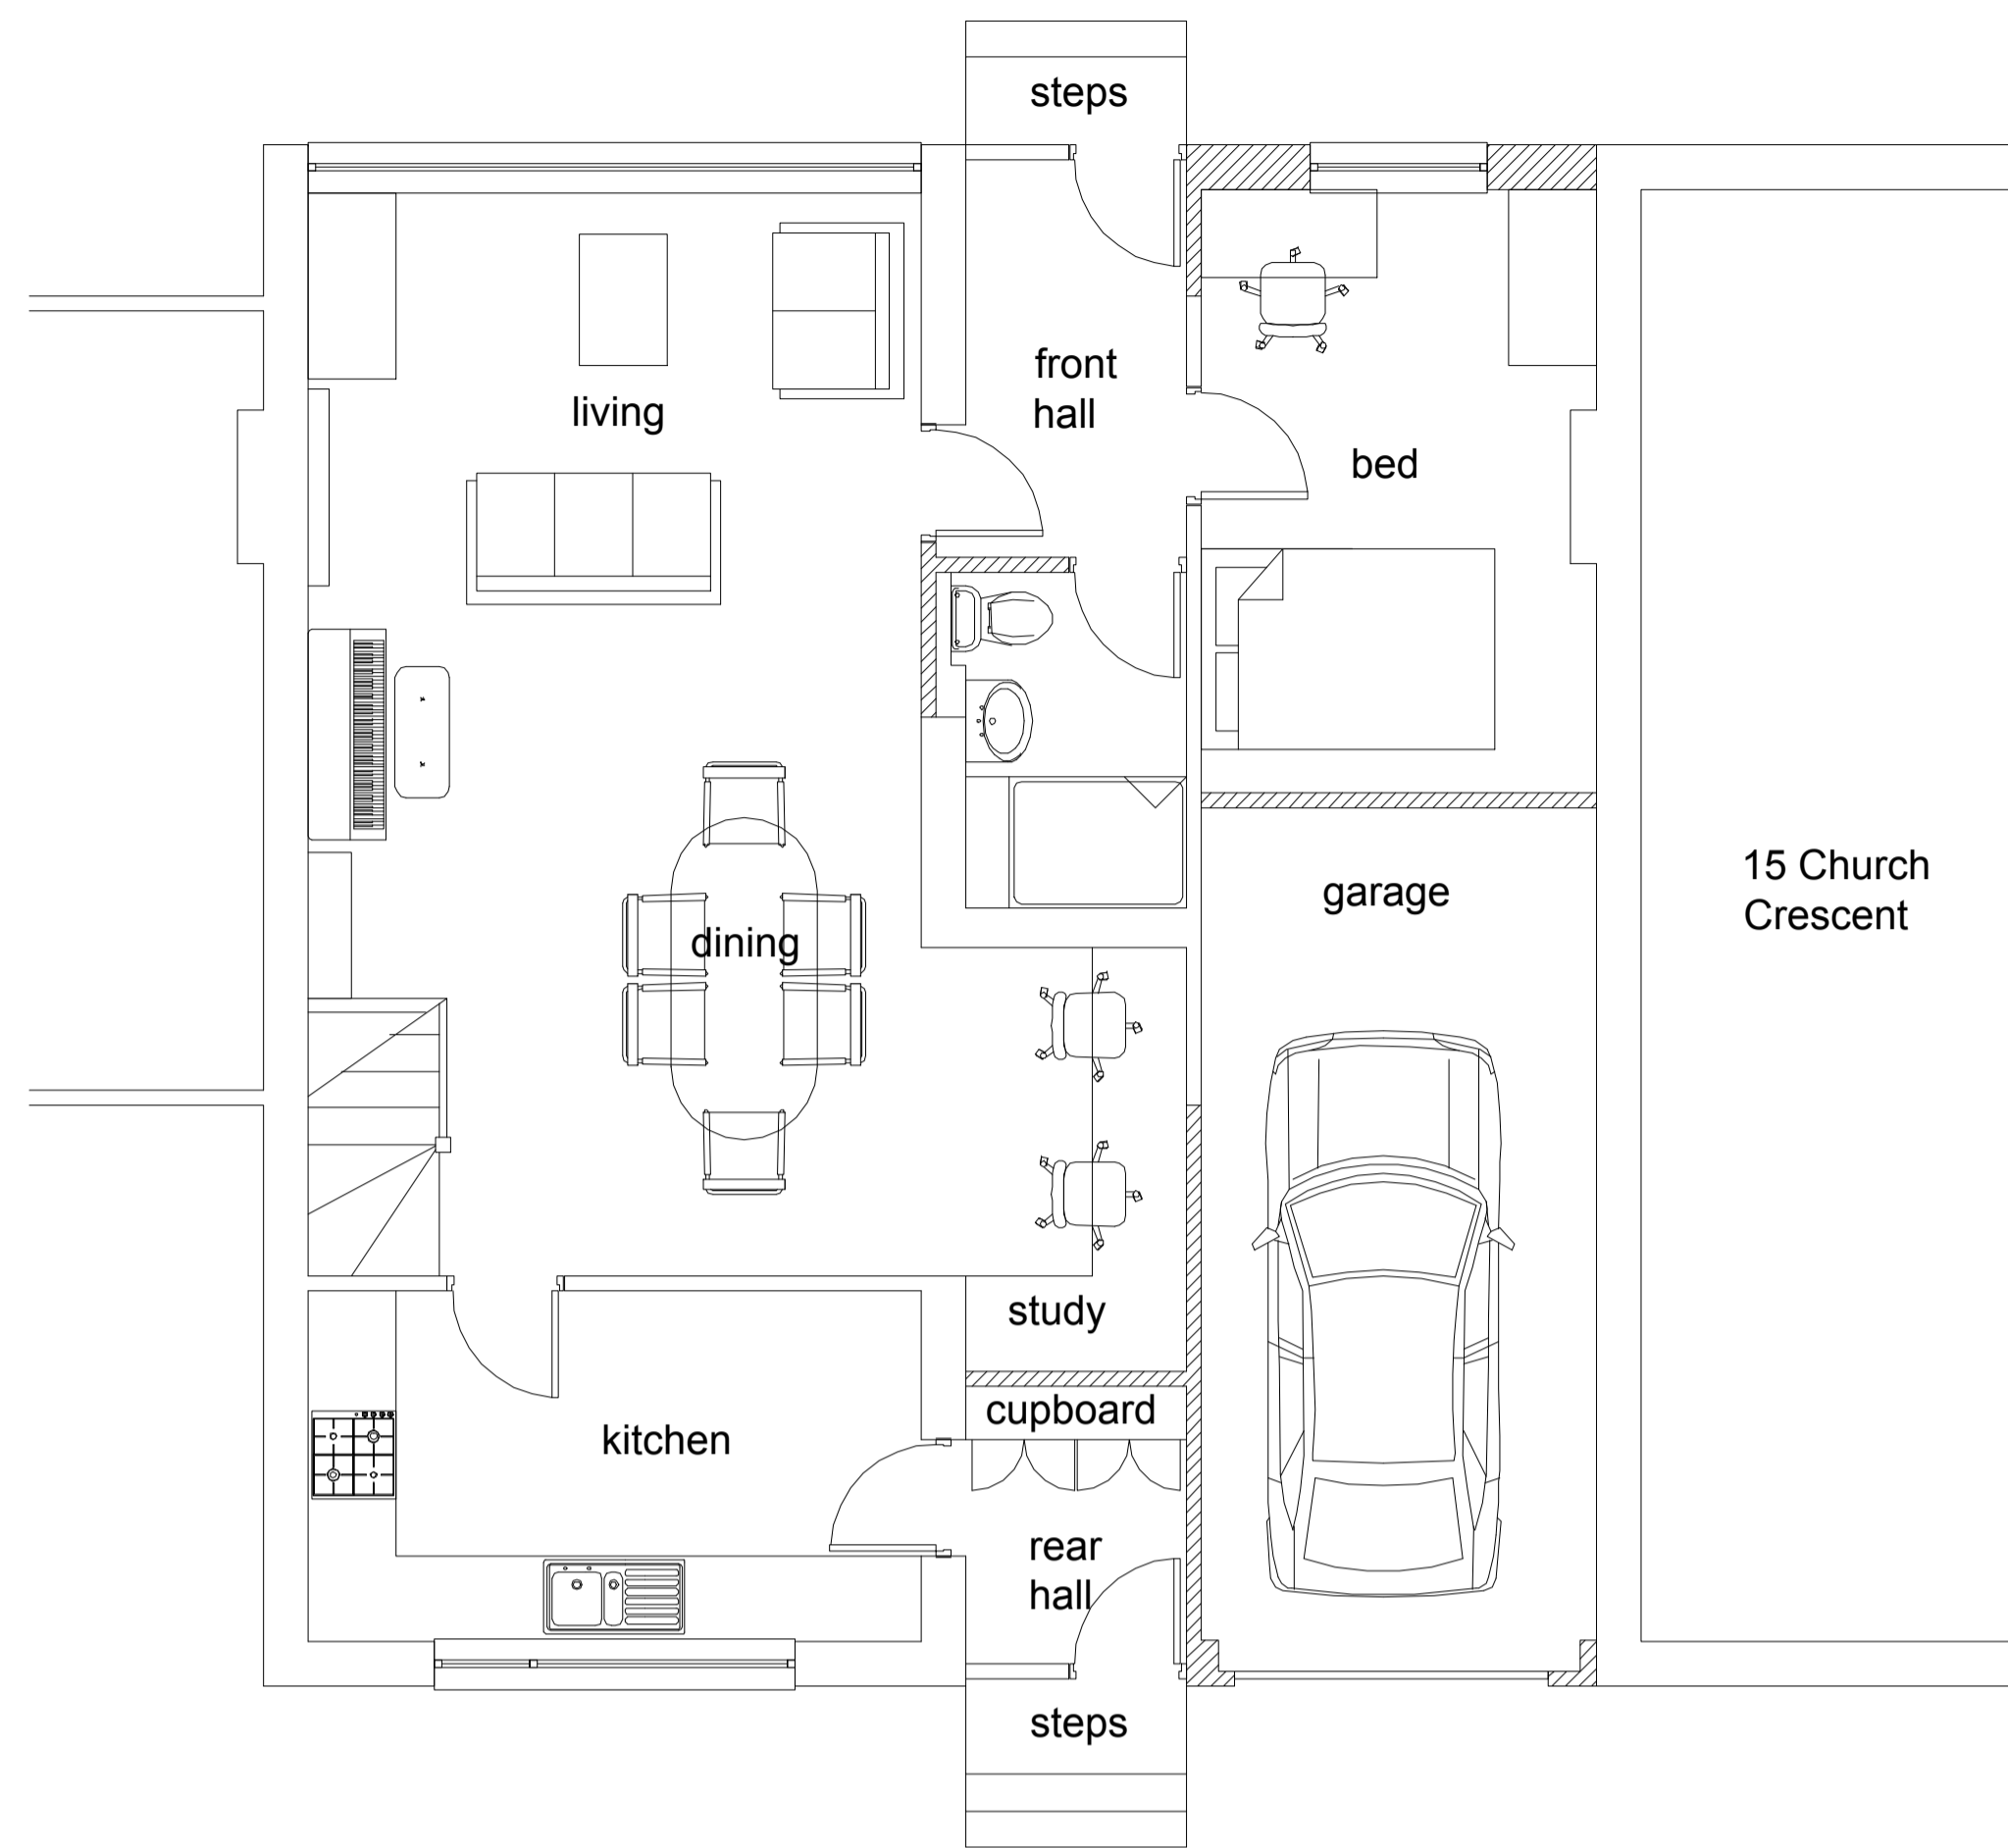 steps
front
hall
living
bed
15 Church
Crescent
garage
dining
study
cupboard
kitchen
rear
hall
steps